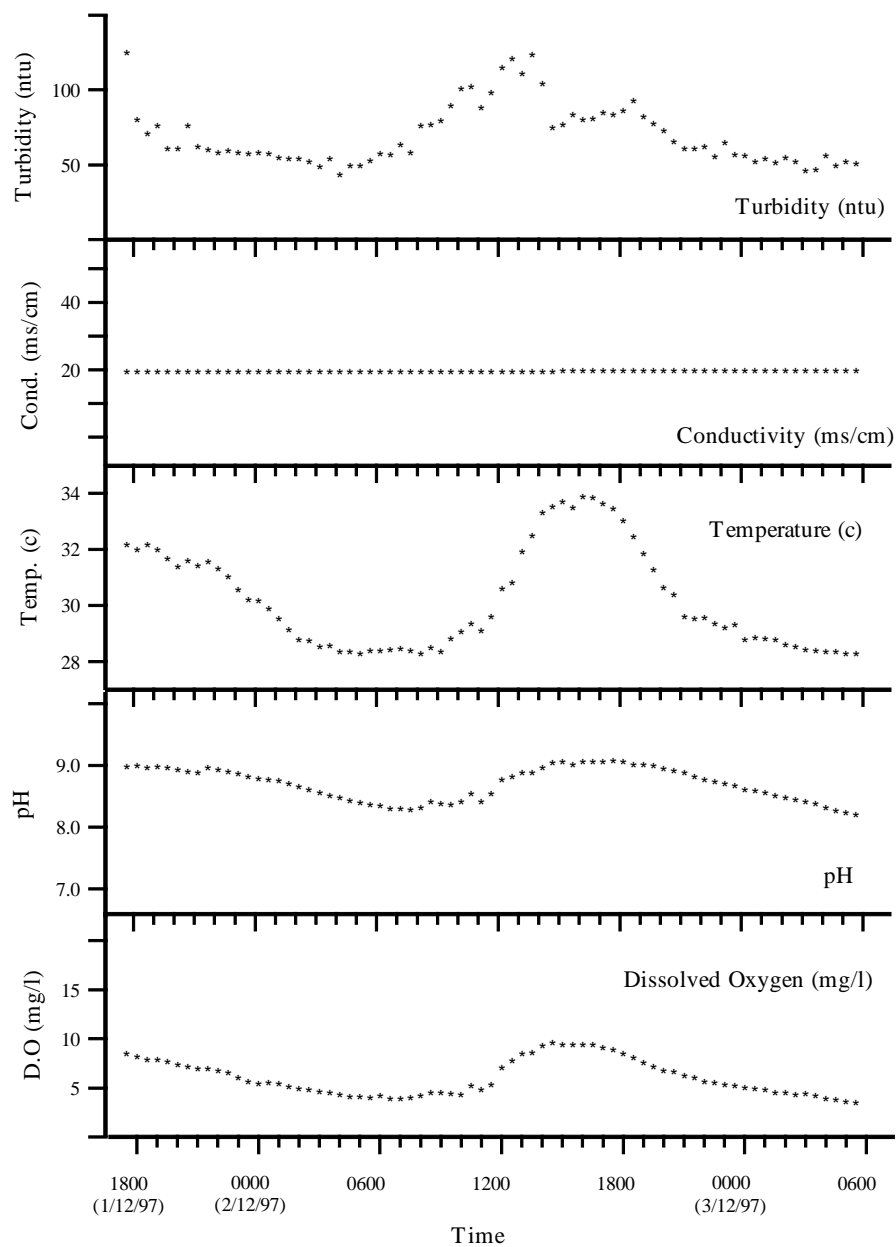 Turbidity (ntu)
100
50
Turbidity (ntu)
Cond. (ms/cm)
40
20
Conductivity (ms/cm)
Temp. (c)
34
32
30
28
Temperature (c)
pH
9.0
8.0
7.0
pH
D.O (mg/l)
15
10
5
Dissolved Oxygen (mg/l)
1800 0000 0600 1200 1800 0000 0600
(1/12/97) (2/12/97) (3/12/97)
Time